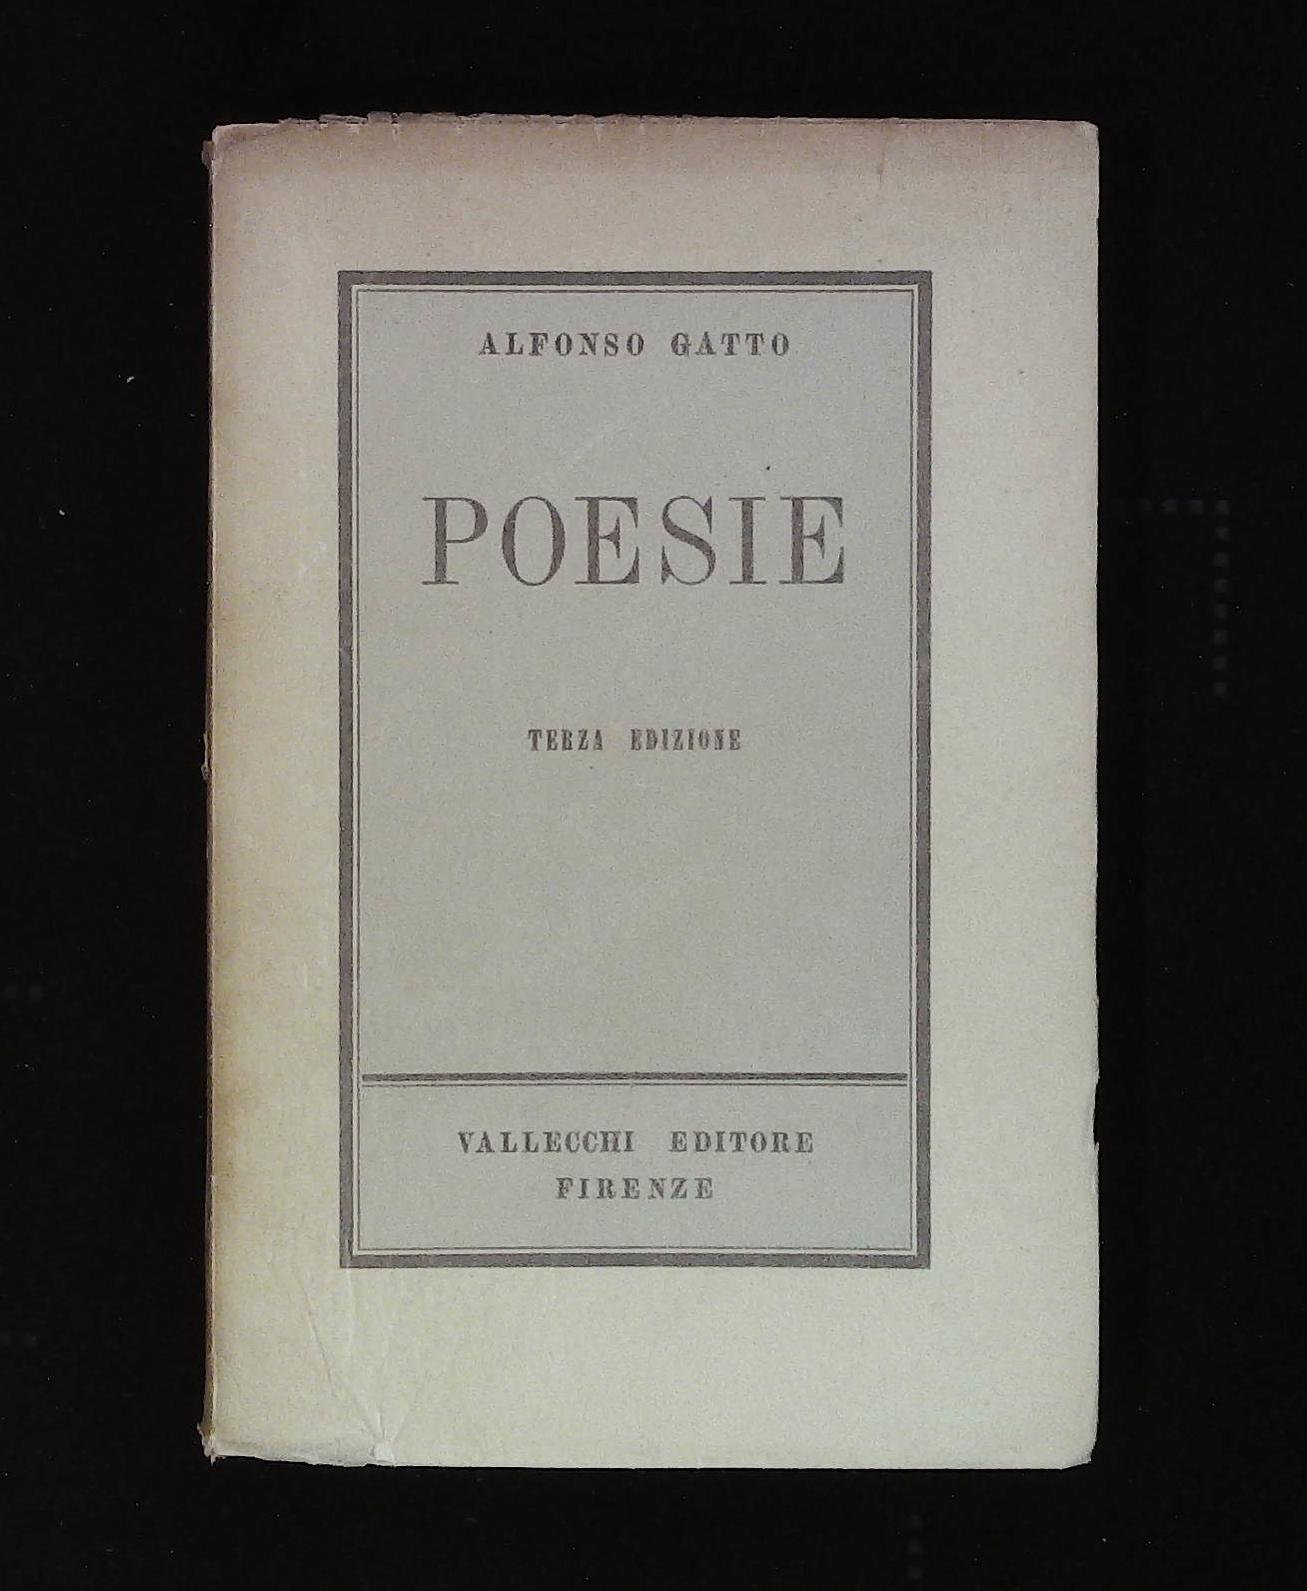 ALFONSO GATTO
POESIE
TERZA EDIZIONE
VALLECCHI EDITORE
FIRENZE